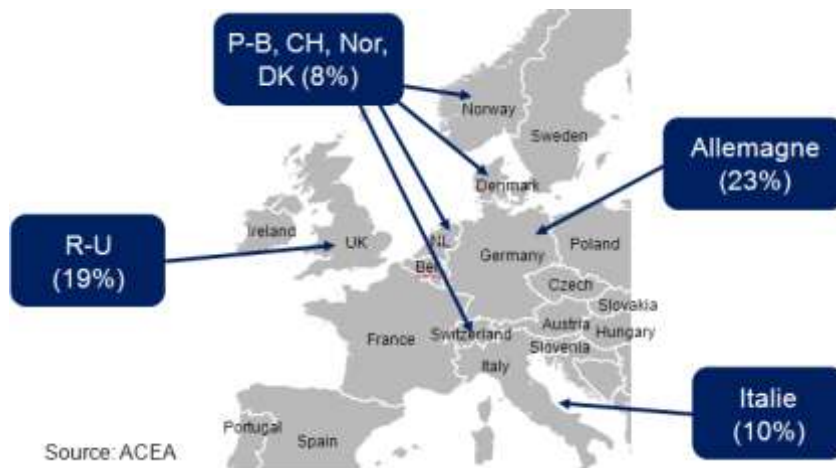 P-B, CH, Nor,
DK (8%)
Norway
Sweden
Allemagne
(23%)
Denmark
R-U
(19%)
Ireland
UK
NL
Bel
Germany
Poland
Czech
Slovakia
Austria
Hungary
France
Switzerland
Slovenia
Italy
Italie
(10%)
Portugal
Spain
Source: ACEA